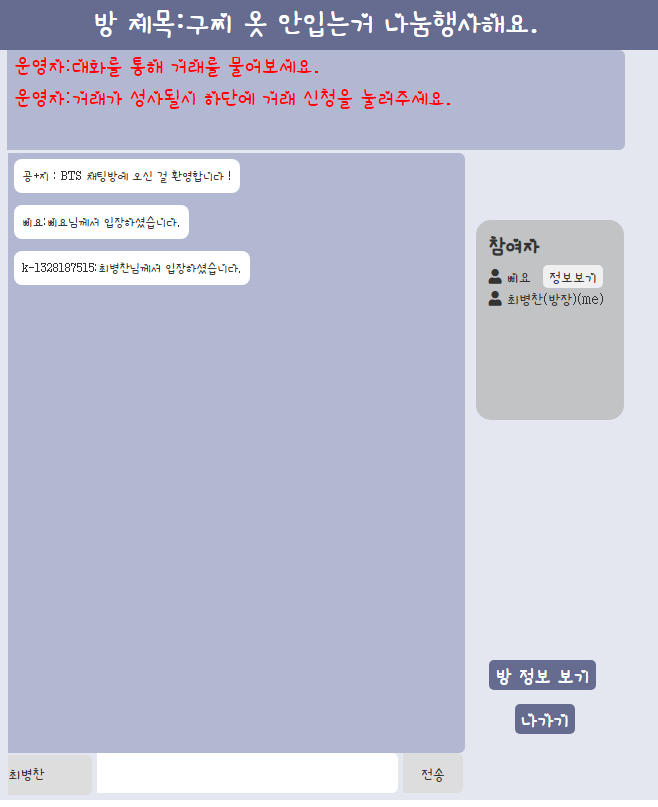 방 제목:구찌 옷 안입는거 나눔행사해요.
운영자:대화를 통해 거래를 물어보세요.
운영자:거래가 성사될시 하단에 거래 신청을 눌러주세요.
공+지 : BTS 채팅방에 오신 걸 환영합니다 !
삐요:삐요님께서 입장하셨습니다.
k-1328187515:최병찬님께서 입장하셨습니다.
참여자
삐요 정보보기
최병찬(방장)(me)
방 정보 보기
나가기
최병찬
전송